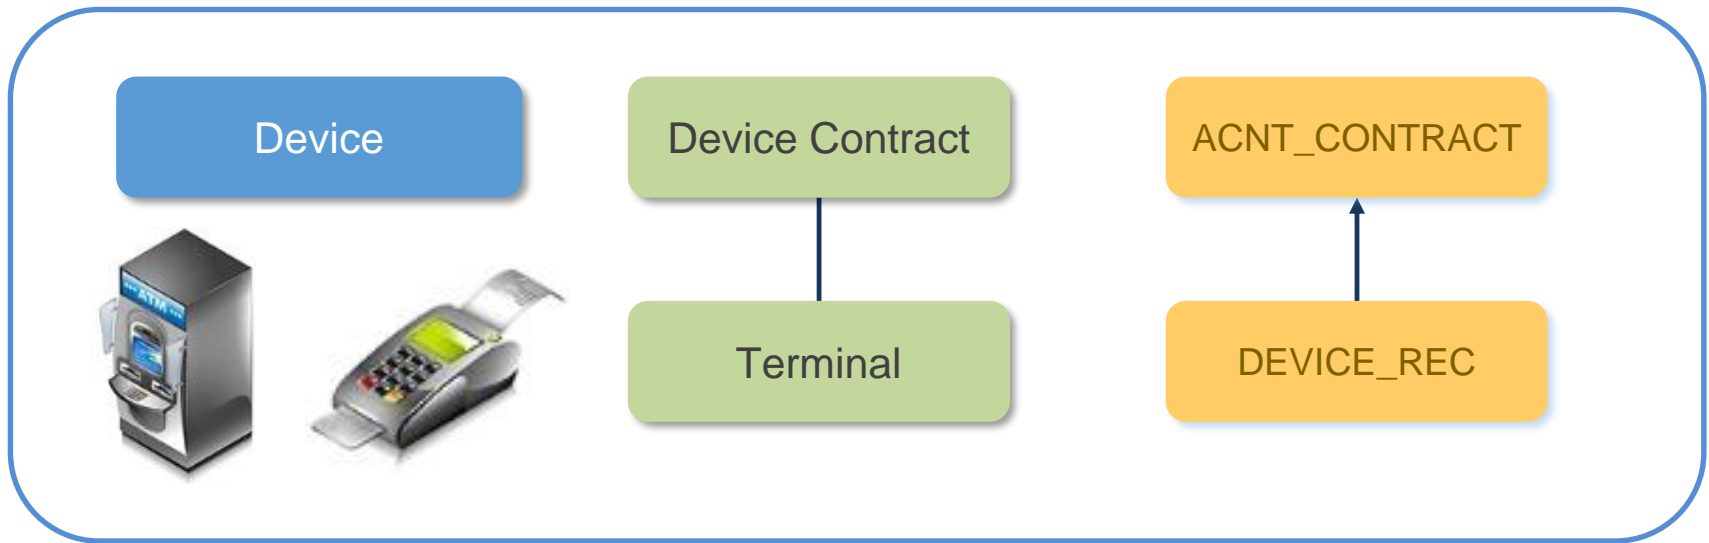 Device
Device Contract
ACNT_CONTRACT
ATM
Terminal
DEVICE_REC